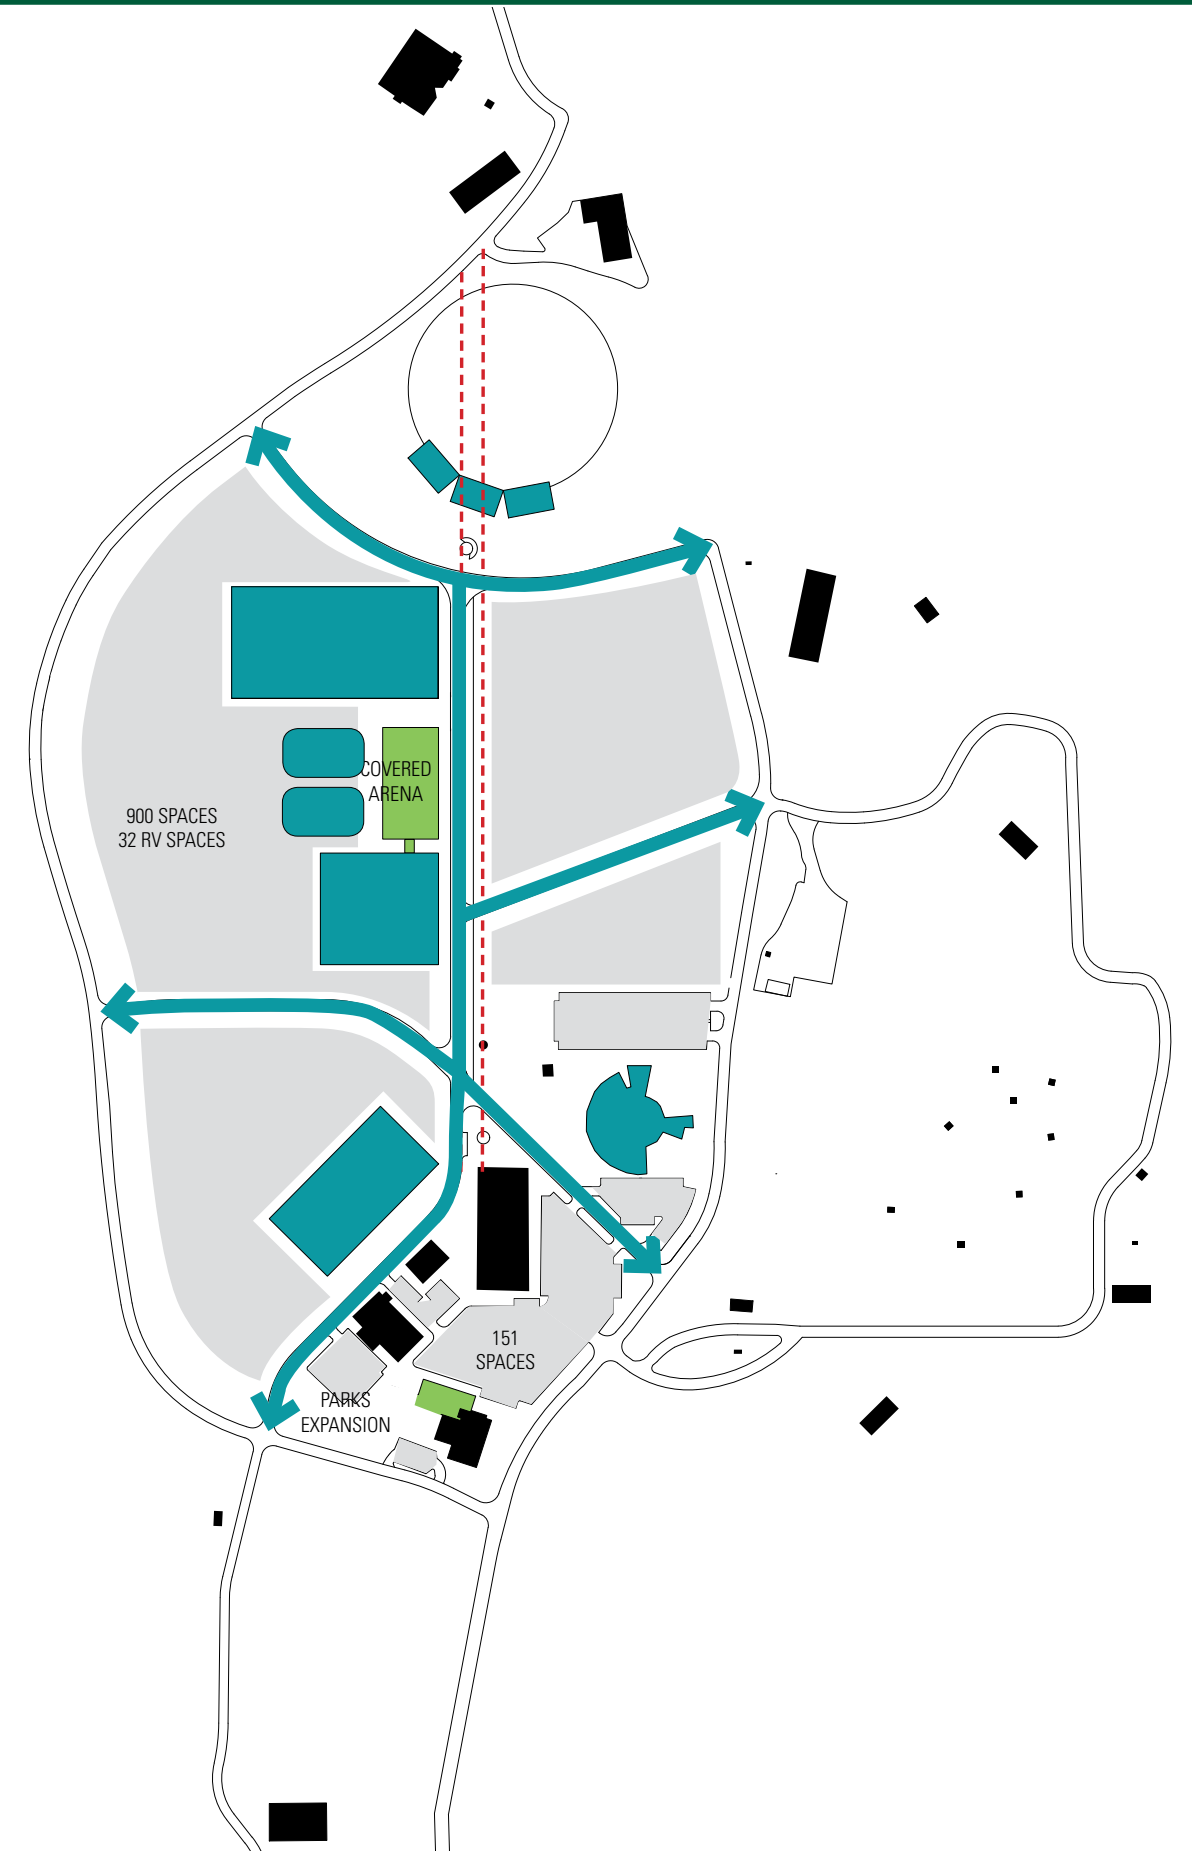 COVERED
ARENA
900 SPACES
32 RV SPACES
151
SPACES
PARKS
EXPANSION